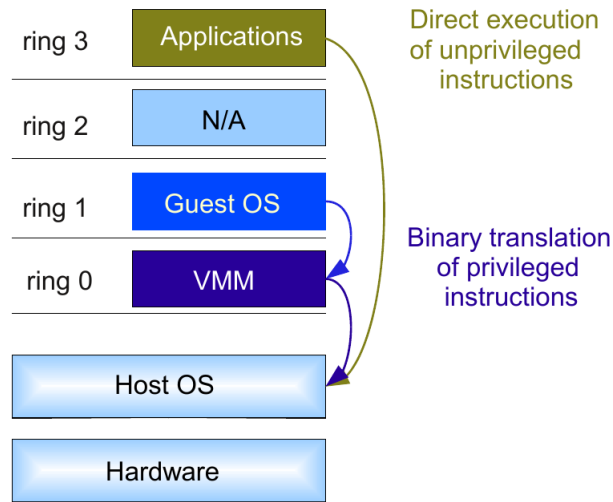 ring 3
Applications
Direct execution
of unprivileged
instructions
ring 2
N/A
ring 1
Guest OS
Binary translation
of privileged
instructions
ring 0
VMM
Host OS
Hardware